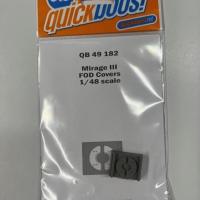 quickboost!
QB 49 182
Mirage III
FOD Covers
1/48 scale